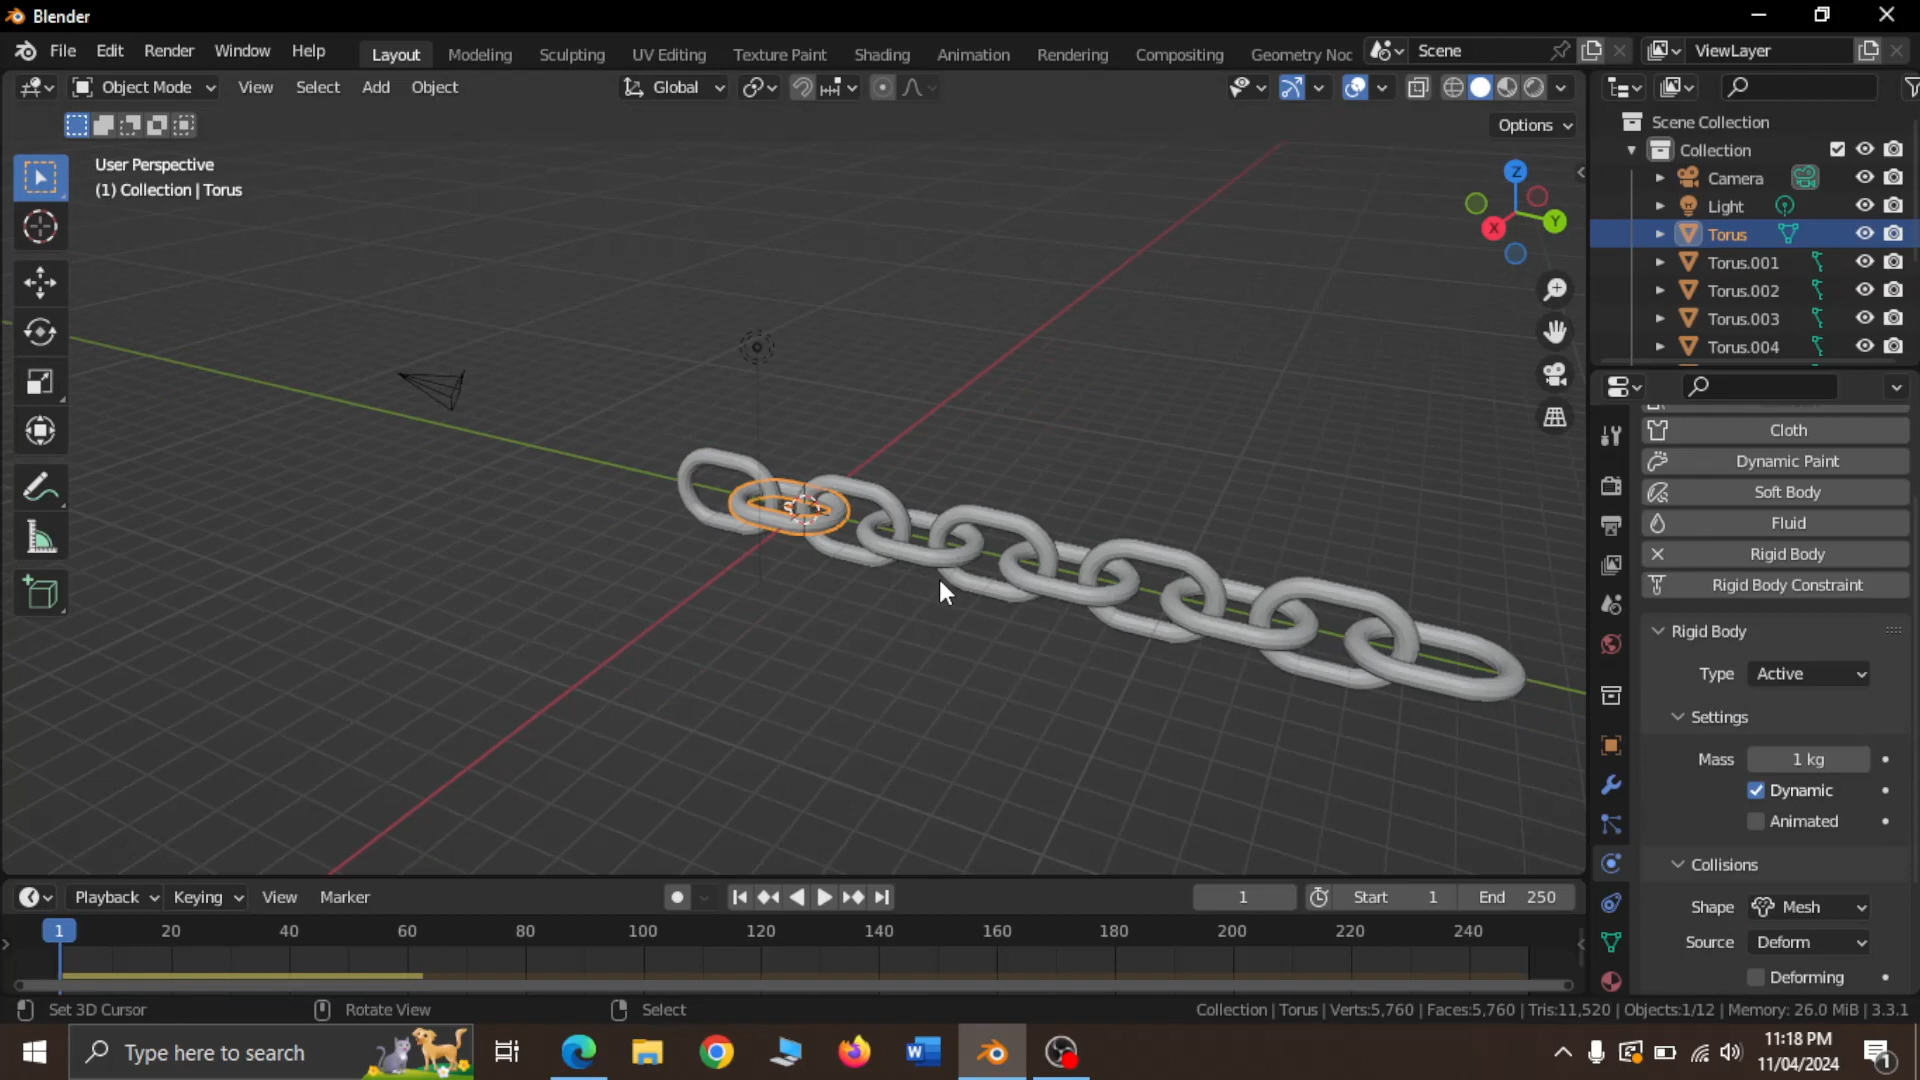 Blender
File Edit Render Window Help Layout Modeling Sculpting UV Editing Texture Paint Shading Animation Rendering Compositing Geometry Noc Scene ViewLayer
Object Mode View Select Add Object Global
Options
User Perspective
(1) Collection | Torus
Z
Y
X
Scene Collection
Collection
Camera
Light
Torus
Torus.001
Torus.002
Torus.003
Torus.004
Cloth
Dynamic Paint
Soft Body
Fluid
Rigid Body
Rigid Body Constraint
Rigid Body
Type Active
Settings
Mass 1 kg
Dynamic
Animated
Collisions
Shape Mesh
Source Deform
Deforming
Playback Keying View Marker 1 Start 1 End 250
1 20 40 60 80 100 120 140 160 180 200 220 240
Set 3D Cursor Rotate View Select Collection | Torus | Verts:5,760 | Faces:5,760 | Tris:11,520 | Objects:1/12 | Memory: 26.0 MiB | 3.3.1
Type here to search
11:18 PM
11/04/2024
1